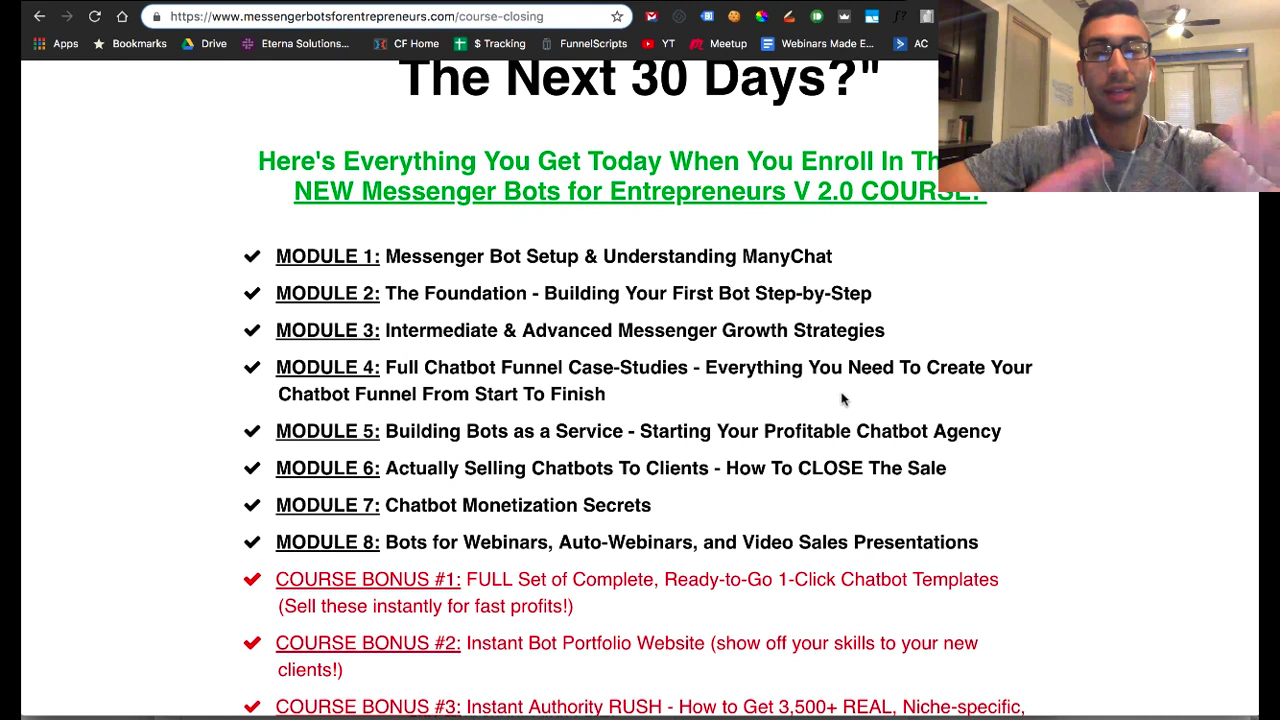 https://www.messengerbotsforentrepreneurs.com/course-closing
Apps Bookmarks Drive Eterna Solutions... CF Home $ Tracking FunnelScripts YT Meetup Webinars Made E... AC
The Next 30 Days?"
Here's Everything You Get Today When You Enroll In
NEW Messenger Bots for Entrepreneurs V 2.0 COURSE!
✔ MODULE 1: Messenger Bot Setup & Understanding ManyChat
✔ MODULE 2: The Foundation - Building Your First Bot Step-by-Step
✔ MODULE 3: Intermediate & Advanced Messenger Growth Strategies
✔ MODULE 4: Full Chatbot Funnel Case-Studies - Everything You Need To Create Your
Chatbot Funnel From Start To Finish
✔ MODULE 5: Building Bots as a Service - Starting Your Profitable Chatbot Agency
✔ MODULE 6: Actually Selling Chatbots To Clients - How To CLOSE The Sale
✔ MODULE 7: Chatbot Monetization Secrets
✔ MODULE 8: Bots for Webinars, Auto-Webinars, and Video Sales Presentations
✔ COURSE BONUS #1: FULL Set of Complete, Ready-to-Go 1-Click Chatbot Templates
(Sell these instantly for fast profits!)
✔ COURSE BONUS #2: Instant Bot Portfolio Website (show off your skills to your new
clients!)
✔ COURSE BONUS #3: Instant Authority RUSH - How to Get 3,500+ REAL, Niche-specific,